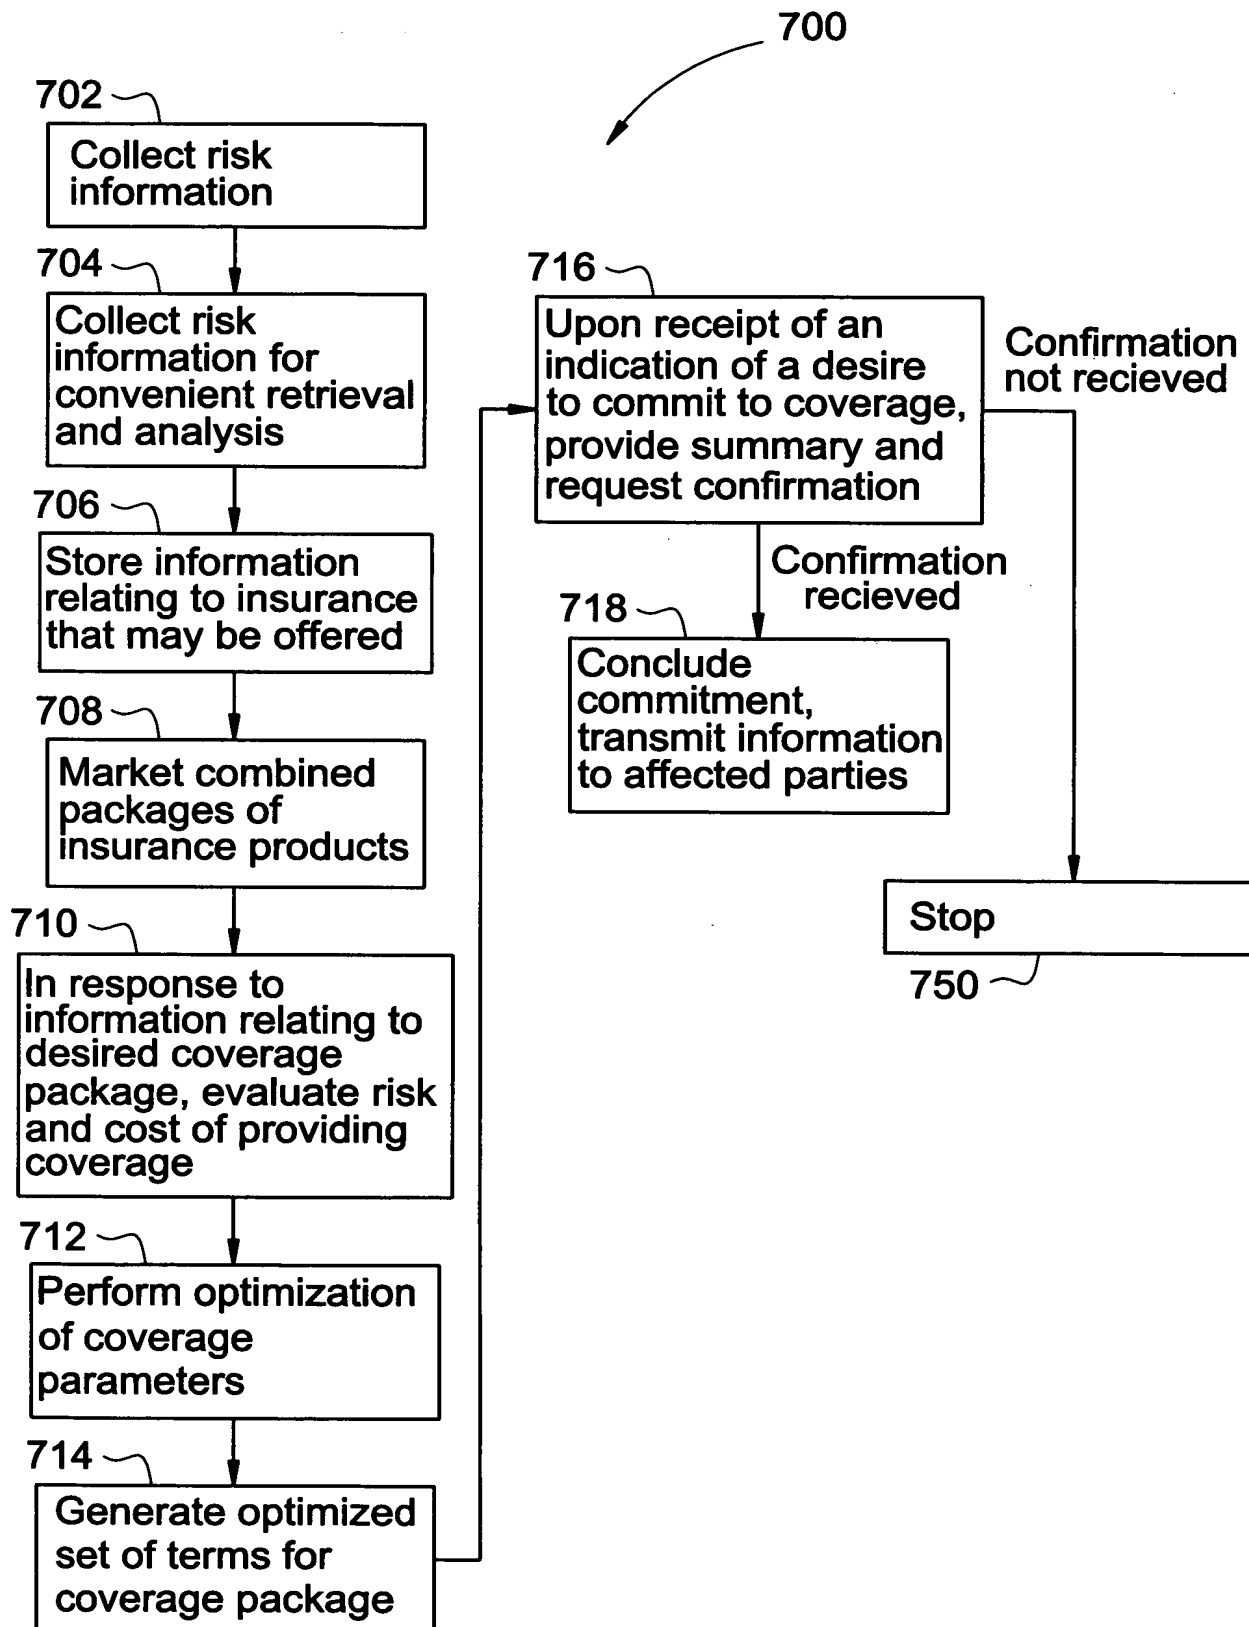 700
702
Collect risk
information
704
Collect risk
information for
convenient retrieval
and analysis
706
Store information
relating to insurance
that may be offered
708
Market combined
packages of
insurance products
710
In response to
information relating to
desired coverage
package, evaluate risk
and cost of providing
coverage
712
Perform optimization
of coverage
parameters
714
Generate optimized
set of terms for
coverage package
716
Upon receipt of an
indication of a desire
to commit to coverage,
provide summary and
request confirmation
Confirmation
not recieved
Confirmation
recieved
718
Conclude
commitment,
transmit information
to affected parties
Stop
750